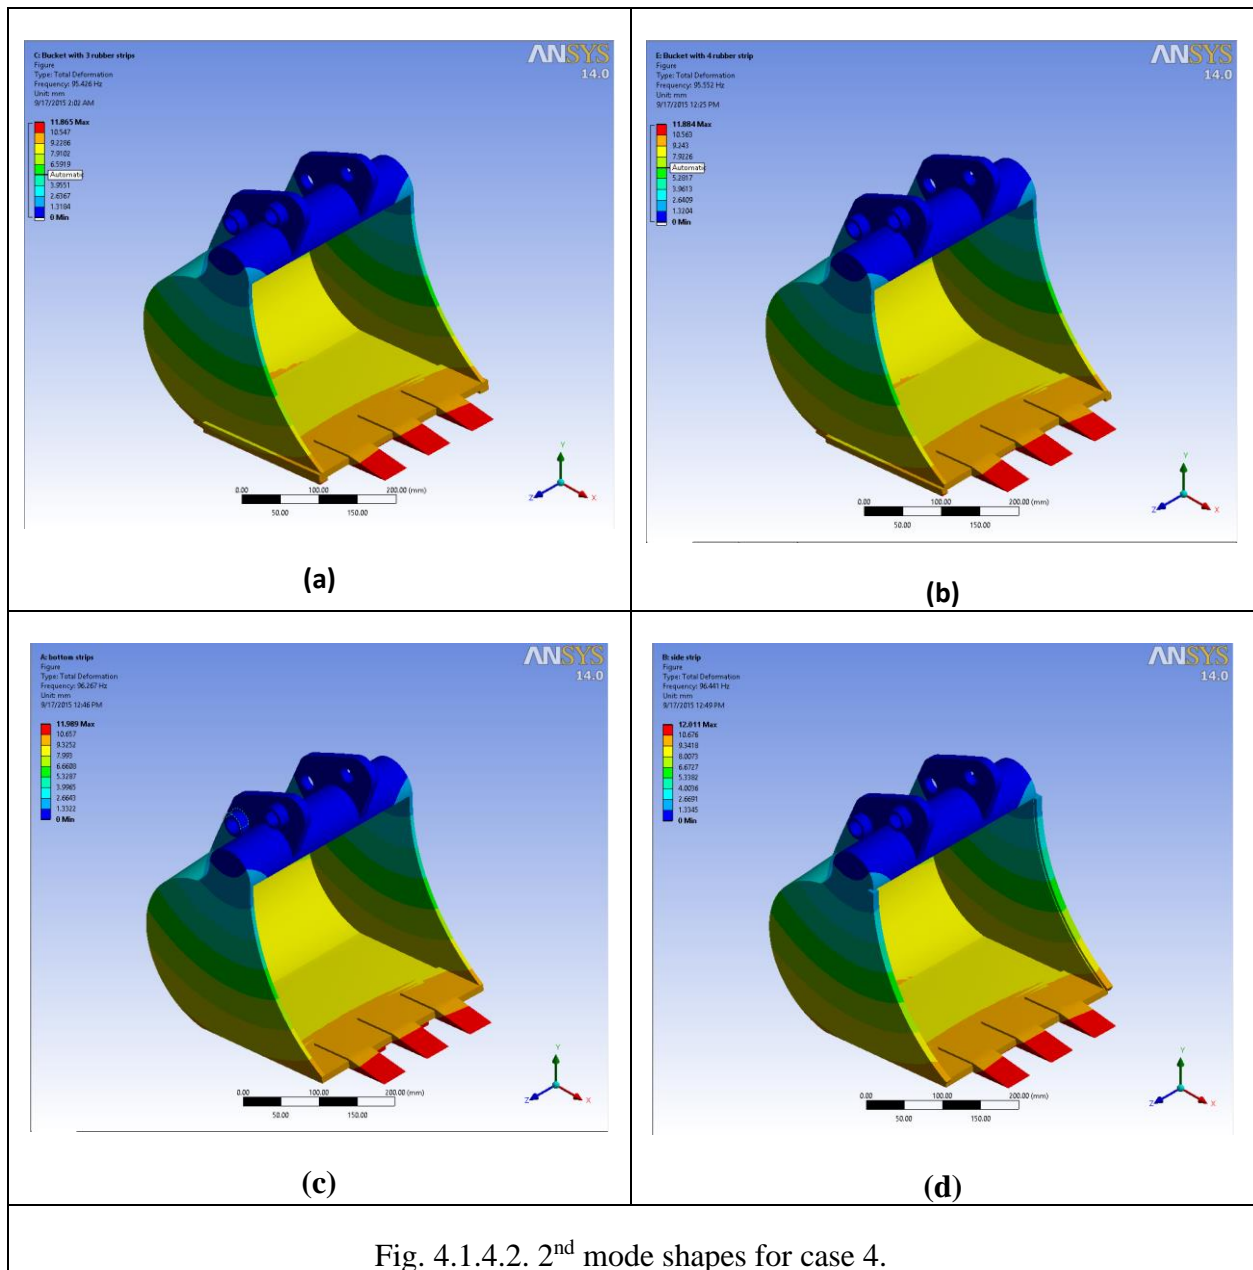 C: Bucket with 3 rubber strips
Figure
Type: Total Deformation
Frequency: 95.426 Hz
Unit: mm
9/17/2015 2:02 AM
11.865 Max
10.547
9.2286
7.9102
6.5919
Automatic
3.9551
2.6367
1.3184
0 Min
ANSYS
14.0
0.00 100.00 200.00 (mm)
50.00 150.00
Y
Z X
(a)
E: Bucket with 4 rubber strip
Figure
Type: Total Deformation
Frequency: 95.552 Hz
Unit: mm
9/17/2015 12:25 PM
11.884 Max
10.563
9.243
7.9226
Automatic
5.2817
3.9613
2.6409
1.3204
0 Min
ANSYS
14.0
0.00 100.00 200.00 (mm)
50.00 150.00
Y
Z X
(b)
A: bottom strips
Figure
Type: Total Deformation
Frequency: 96.267 Hz
Unit: mm
9/17/2015 12:46 PM
11.989 Max
10.657
9.3252
7.993
6.6608
5.3287
3.9965
2.6643
1.3322
0 Min
ANSYS
14.0
0.00 100.00 200.00 (mm)
50.00 150.00
Y
Z X
(c)
B: side strip
Figure
Type: Total Deformation
Frequency: 96.441 Hz
Unit: mm
9/17/2015 12:49 PM
12.011 Max
10.676
9.3418
8.0073
6.6727
5.3382
4.0036
2.6691
1.3345
0 Min
ANSYS
14.0
0.00 100.00 200.00 (mm)
50.00 150.00
Y
Z X
(d)
Fig. 4.1.4.2. 2nd mode shapes for case 4.